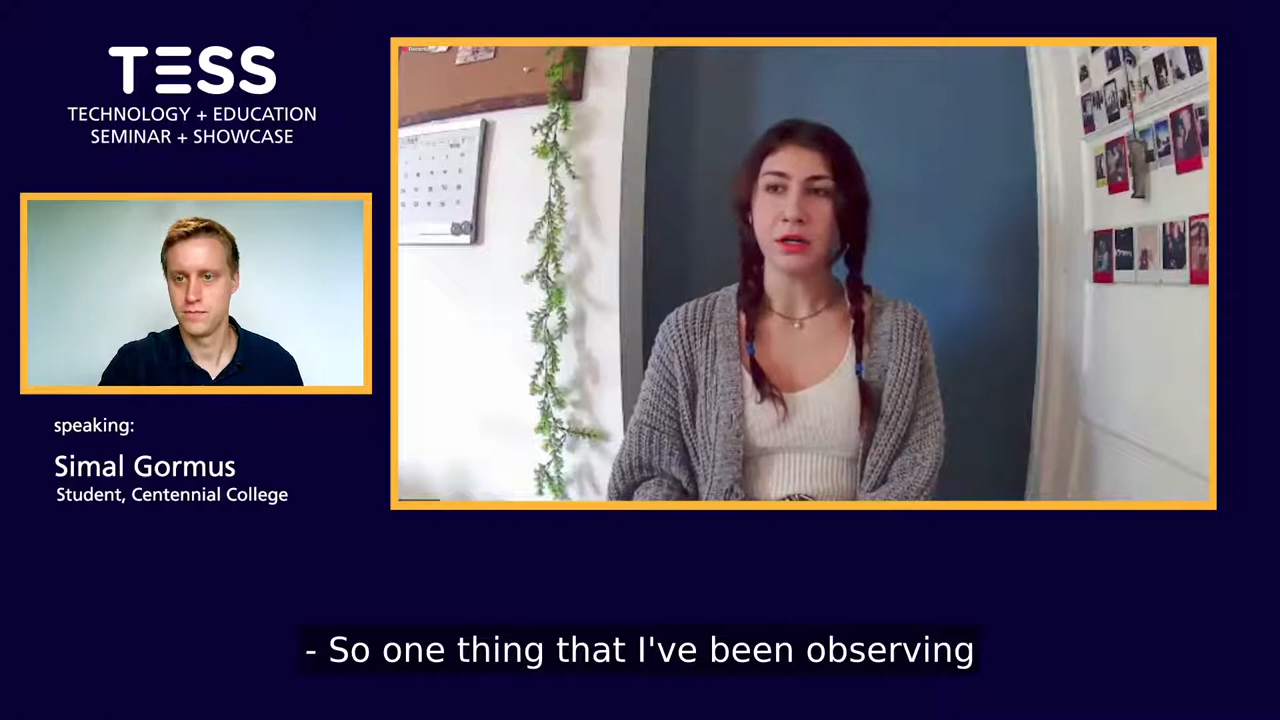 TESS
TECHNOLOGY + EDUCATION
SEMINAR + SHOWCASE
speaking:
Simal Gormus
Student, Centennial College
- So one thing that I've been observing